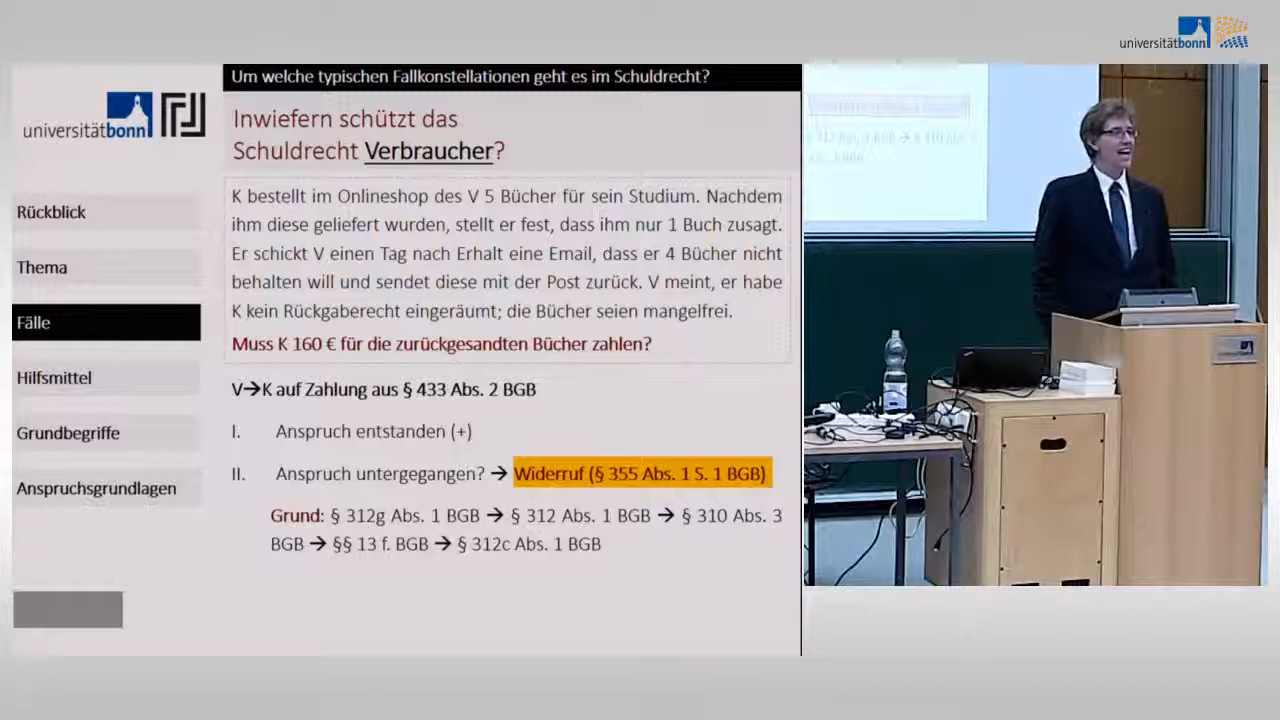 universitätbonn
Um welche typischen Fallkonstellationen geht es im Schuldrecht?
universitätbonn
Inwiefern schützt das
Schuldrecht Verbraucher?
K bestellt im Onlineshop des V 5 Bücher für sein Studium. Nachdem
ihm diese geliefert wurden, stellt er fest, dass ihm nur 1 Buch zusagt.
Er schickt V einen Tag nach Erhalt eine Email, dass er 4 Bücher nicht
behalten will und sendet diese mit der Post zurück. V meint, er habe
K kein Rückgaberecht eingeräumt; die Bücher seien mangelfrei.
Muss K 160 € für die zurückgesandten Bücher zahlen?
V→K auf Zahlung aus § 433 Abs. 2 BGB
I. Anspruch entstanden (+)
II. Anspruch untergegangen? → Widerruf (§ 355 Abs. 1 S. 1 BGB)
Grund: § 312g Abs. 1 BGB → § 312 Abs. 1 BGB → § 310 Abs. 3
BGB → §§ 13 f. BGB → § 312c Abs. 1 BGB
Rückblick
Thema
Fälle
Hilfsmittel
Grundbegriffe
Anspruchsgrundlagen